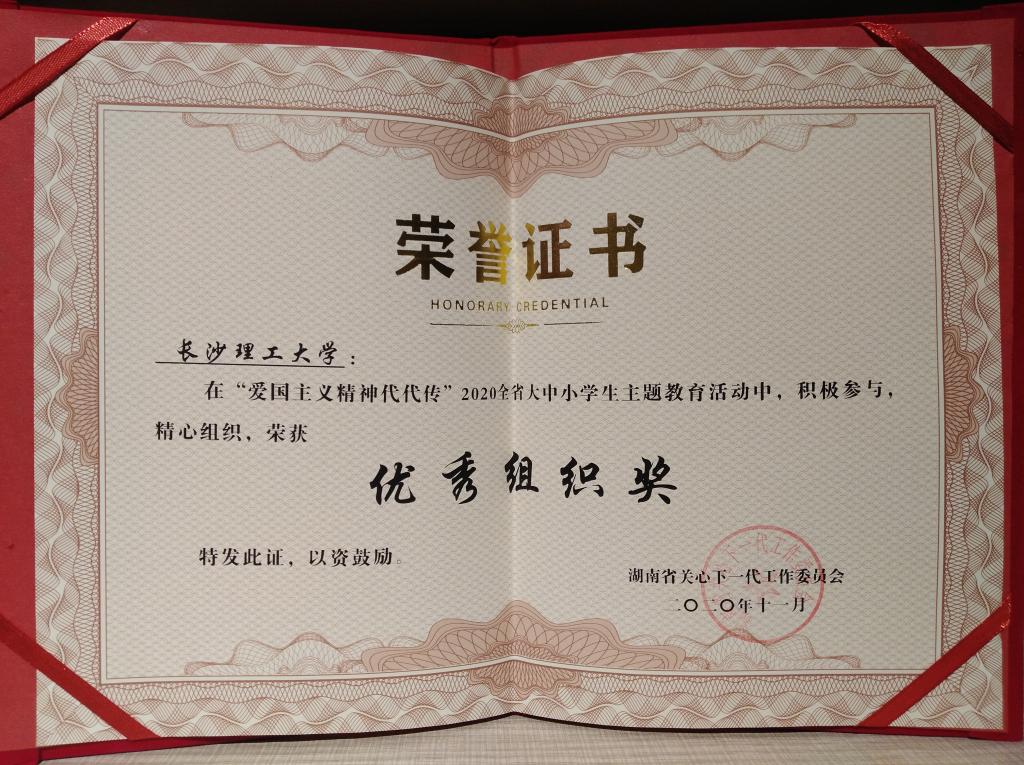 荣誉证书
HONORARY CREDENTIAL
长沙理工大学：
在“爱国主义精神代代传”2020全省大中小学生主题教育活动中，积极参与，
精心组织，荣获
优秀组织奖
特发此证，以资鼓励。
湖南省关心下一代工作委员会
二〇二〇年十一月